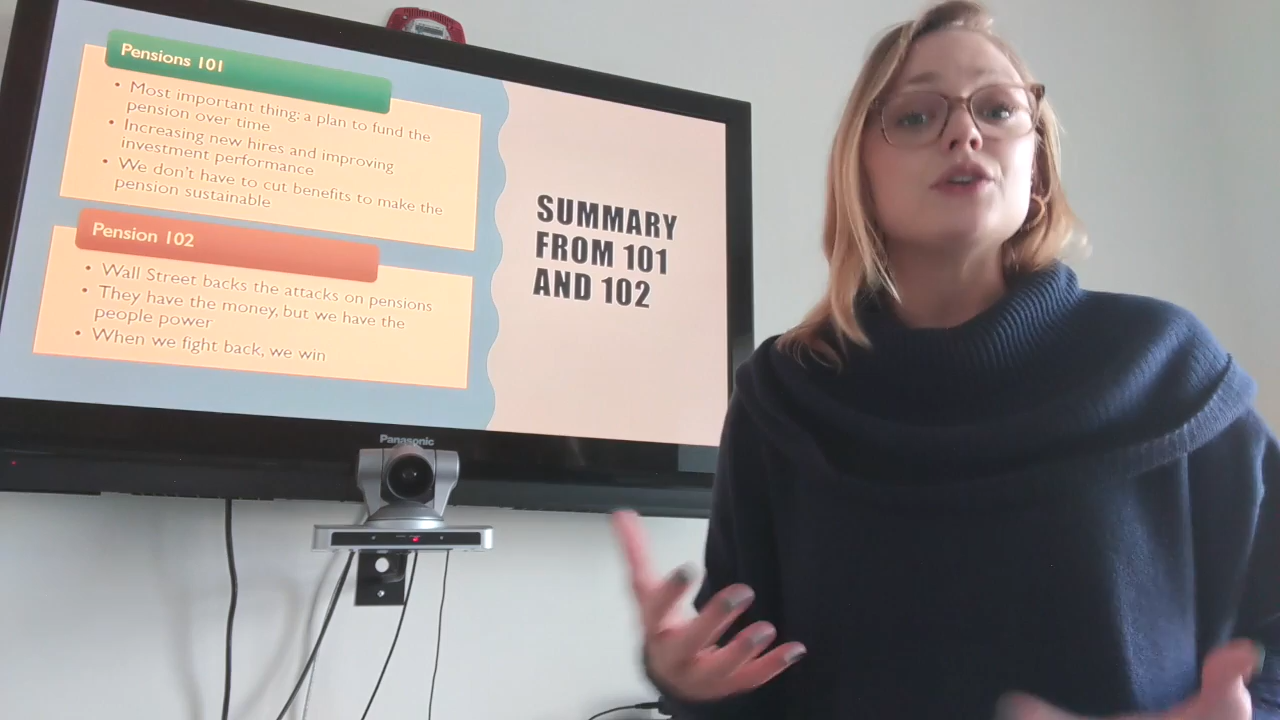 Pensions 101
• Most important thing: a plan to fund the
pension over time
• Increasing new hires and improving
investment performance
• We don't have to cut benefits to make the
pension sustainable
Pension 102
• Wall Street backs the attacks on pensions
• They have the money, but we have the
people power
• When we fight back, we win
SUMMARY
FROM 101
AND 102
Panasonic